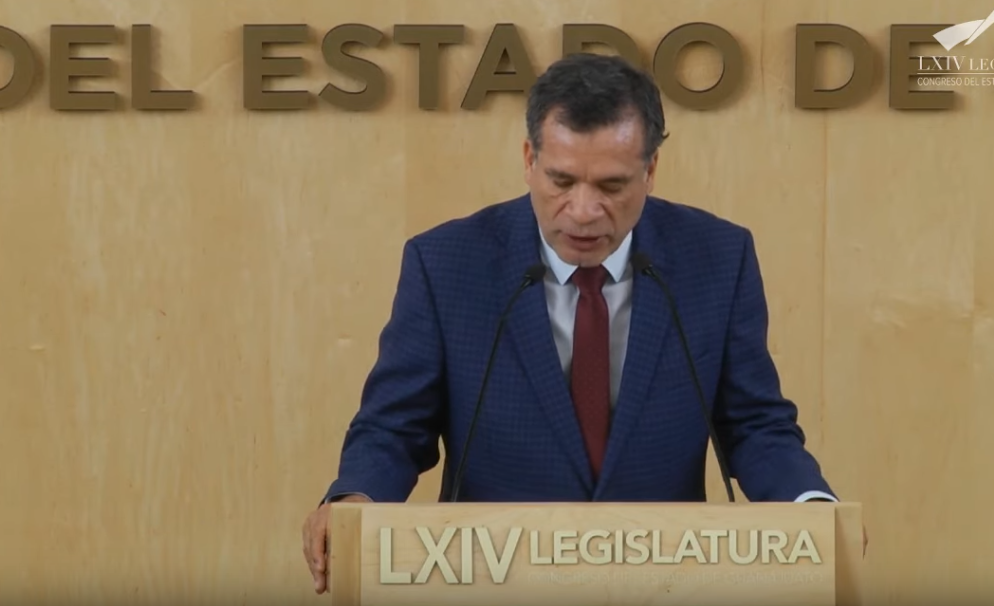 DEL ESTADO DE
LXIV LEG
CONGRESO DEL EST
LXIV LEGISLATURA